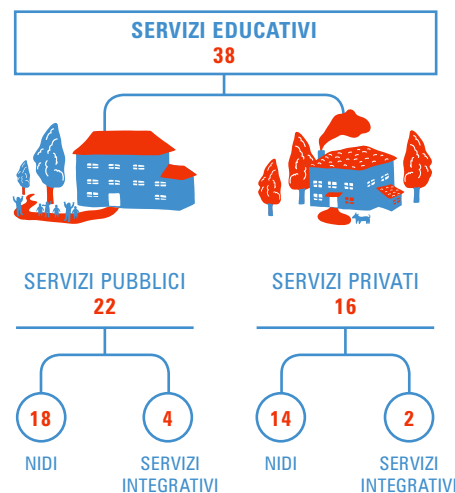 SERVIZI EDUCATIVI
38
SERVIZI PUBBLICI
22
SERVIZI PRIVATI
16
18
4
14
2
NIDI
SERVIZI
INTEGRATIVI
NIDI
SERVIZI
INTEGRATIVI